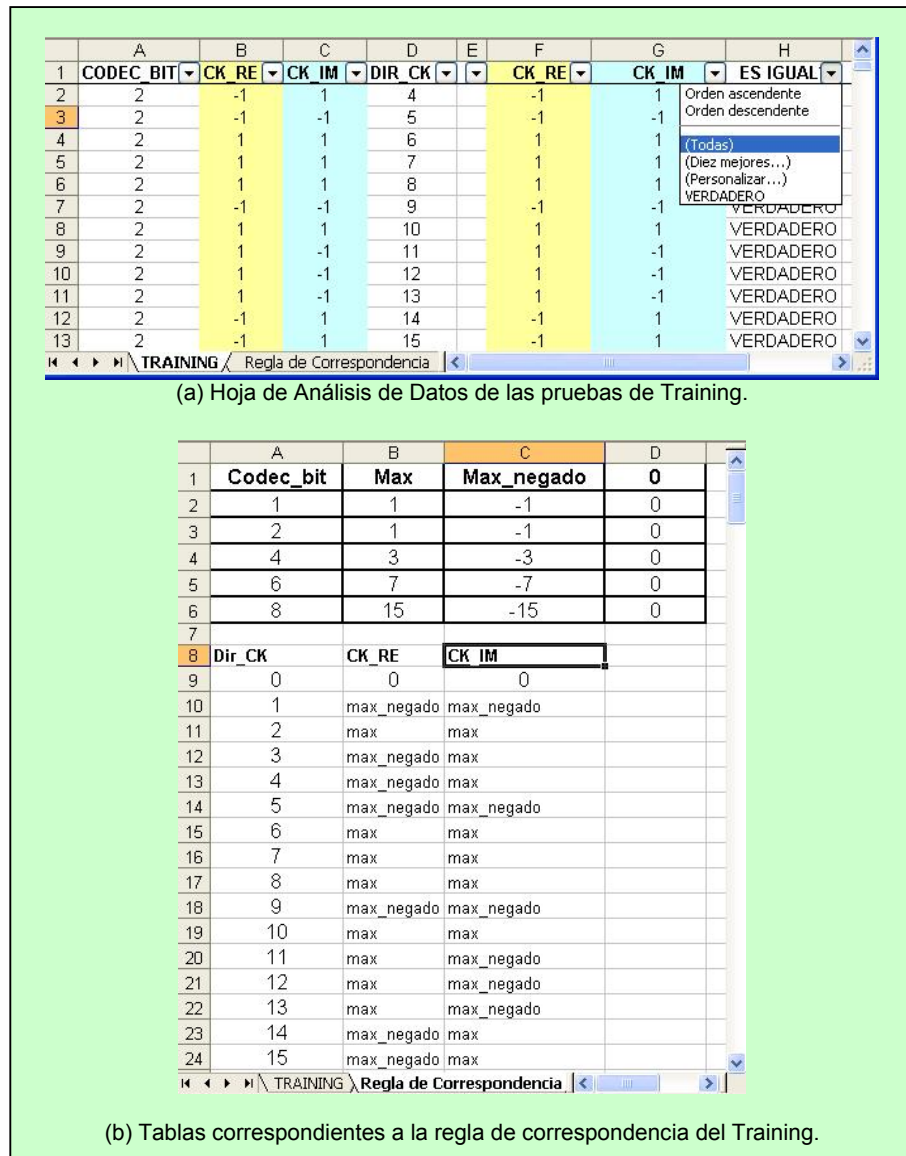 A B C D E F G H
1 CODEC_BIT CK_RE CK_IM DIR_CK CK_RE CK_IM ES IGUAL
2 2 -1 1 4 -1 1 Orden ascendente
3 2 -1 -1 5 -1 -1 Orden descendente
4 2 1 1 6 1 1 (Todas)
5 2 1 1 7 1 1 (Diez mejores...)
6 2 1 1 8 1 1 (Personalizar...)
VERDADERO
7 2 -1 -1 9 -1 -1 VERDADERO
8 2 1 1 10 1 1 VERDADERO
9 2 1 -1 11 1 -1 VERDADERO
10 2 1 -1 12 1 -1 VERDADERO
11 2 1 -1 13 1 -1 VERDADERO
12 2 -1 1 14 -1 1 VERDADERO
13 2 -1 1 15 -1 1 VERDADERO
TRAINING Regla de Correspondencia
(a) Hoja de Análisis de Datos de las pruebas de Training.
A B C D
1 Codec_bit Max Max_negado 0
2 1 1 -1 0
3 2 1 -1 0
4 4 3 -3 0
5 6 7 -7 0
6 8 15 -15 0
7
8 Dir_CK CK_RE CK_IM
9 0 0 0
10 1 max_negado max_negado
11 2 max max
12 3 max_negado max
13 4 max_negado max
14 5 max_negado max_negado
15 6 max max
16 7 max max
17 8 max max
18 9 max_negado max_negado
19 10 max max
20 11 max max_negado
21 12 max max_negado
22 13 max max_negado
23 14 max_negado max
24 15 max_negado max
TRAINING Regla de Correspondencia
(b) Tablas correspondientes a la regla de correspondencia del Training.